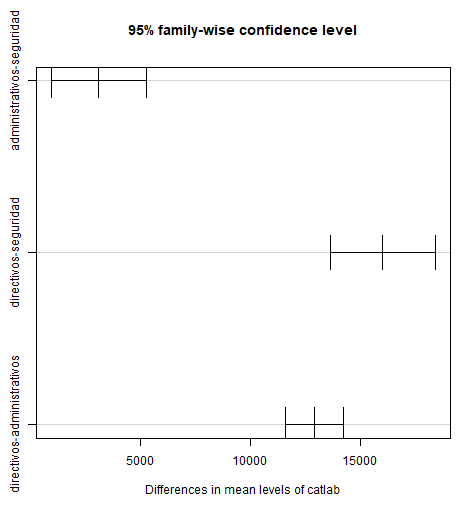 95% family-wise confidence level
administrativos-seguridad
directivos-seguridad
directivos-administrativos
5000 10000 15000
Differences in mean levels of catlab